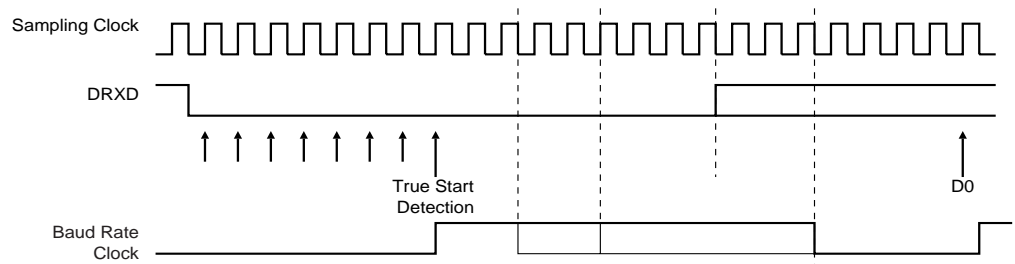 Sampling Clock
DRXD
True Start
Detection
D0
Baud Rate
Clock